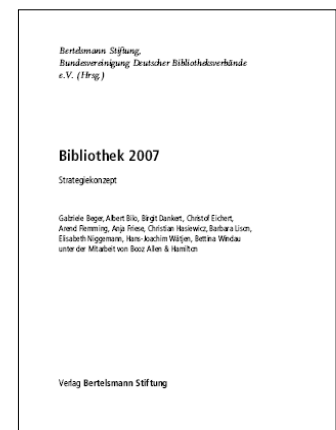 Bertelsmann Stiftung,
Bundesvereinigung Deutscher Bibliotheksverbände
e.V. (Hrsg.)
Bibliothek 2007
Strategiekonzept
Gabriele Beger, Albert Bilo, Birgit Dankert, Christof Eichert,
Arend Flemming, Anja Friese, Christian Hasiewicz, Barbara Lison,
Elisabeth Niggemann, Hans-Joachim Wätjen, Bettina Windau
unter der Mitarbeit von Booz Allen & Hamilton
Verlag Bertelsmann Stiftung